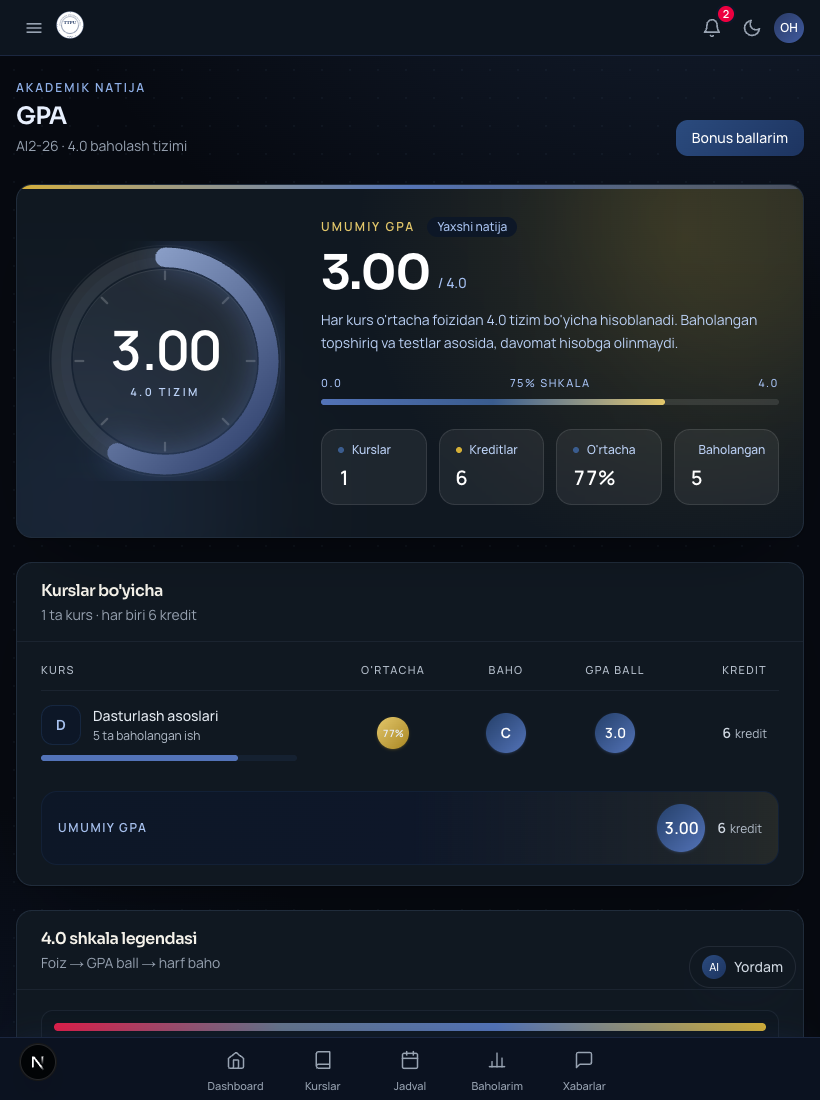 TTPU
2
OH
AKADEMIK NATIJA
GPA
AI2-26 · 4.0 baholash tizimi
Bonus ballarim
3.00
4.0 TIZIM
UMUMIY GPA
Yaxshi natija
3.00 / 4.0
Har kurs o'rtacha foizidan 4.0 tizim bo'yicha hisoblanadi. Baholangan
topshiriq va testlar asosida, davomat hisobga olinmaydi.
0.0 75% SHKALA 4.0
Kurslar
1
Kreditlar
6
O'rtacha
77%
Baholangan
5
Kurslar bo'yicha
1 ta kurs · har biri 6 kredit
KURS O'RTACHA BAHO GPA BALL KREDIT
D
Dasturlash asoslari
5 ta baholangan ish
77% C 3.0 6 kredit
UMUMIY GPA 3.00 6 kredit
4.0 shkala legendasi
Foiz → GPA ball → harf baho
AI Yordam
N
Dashboard Kurslar Jadval Baholarim Xabarlar